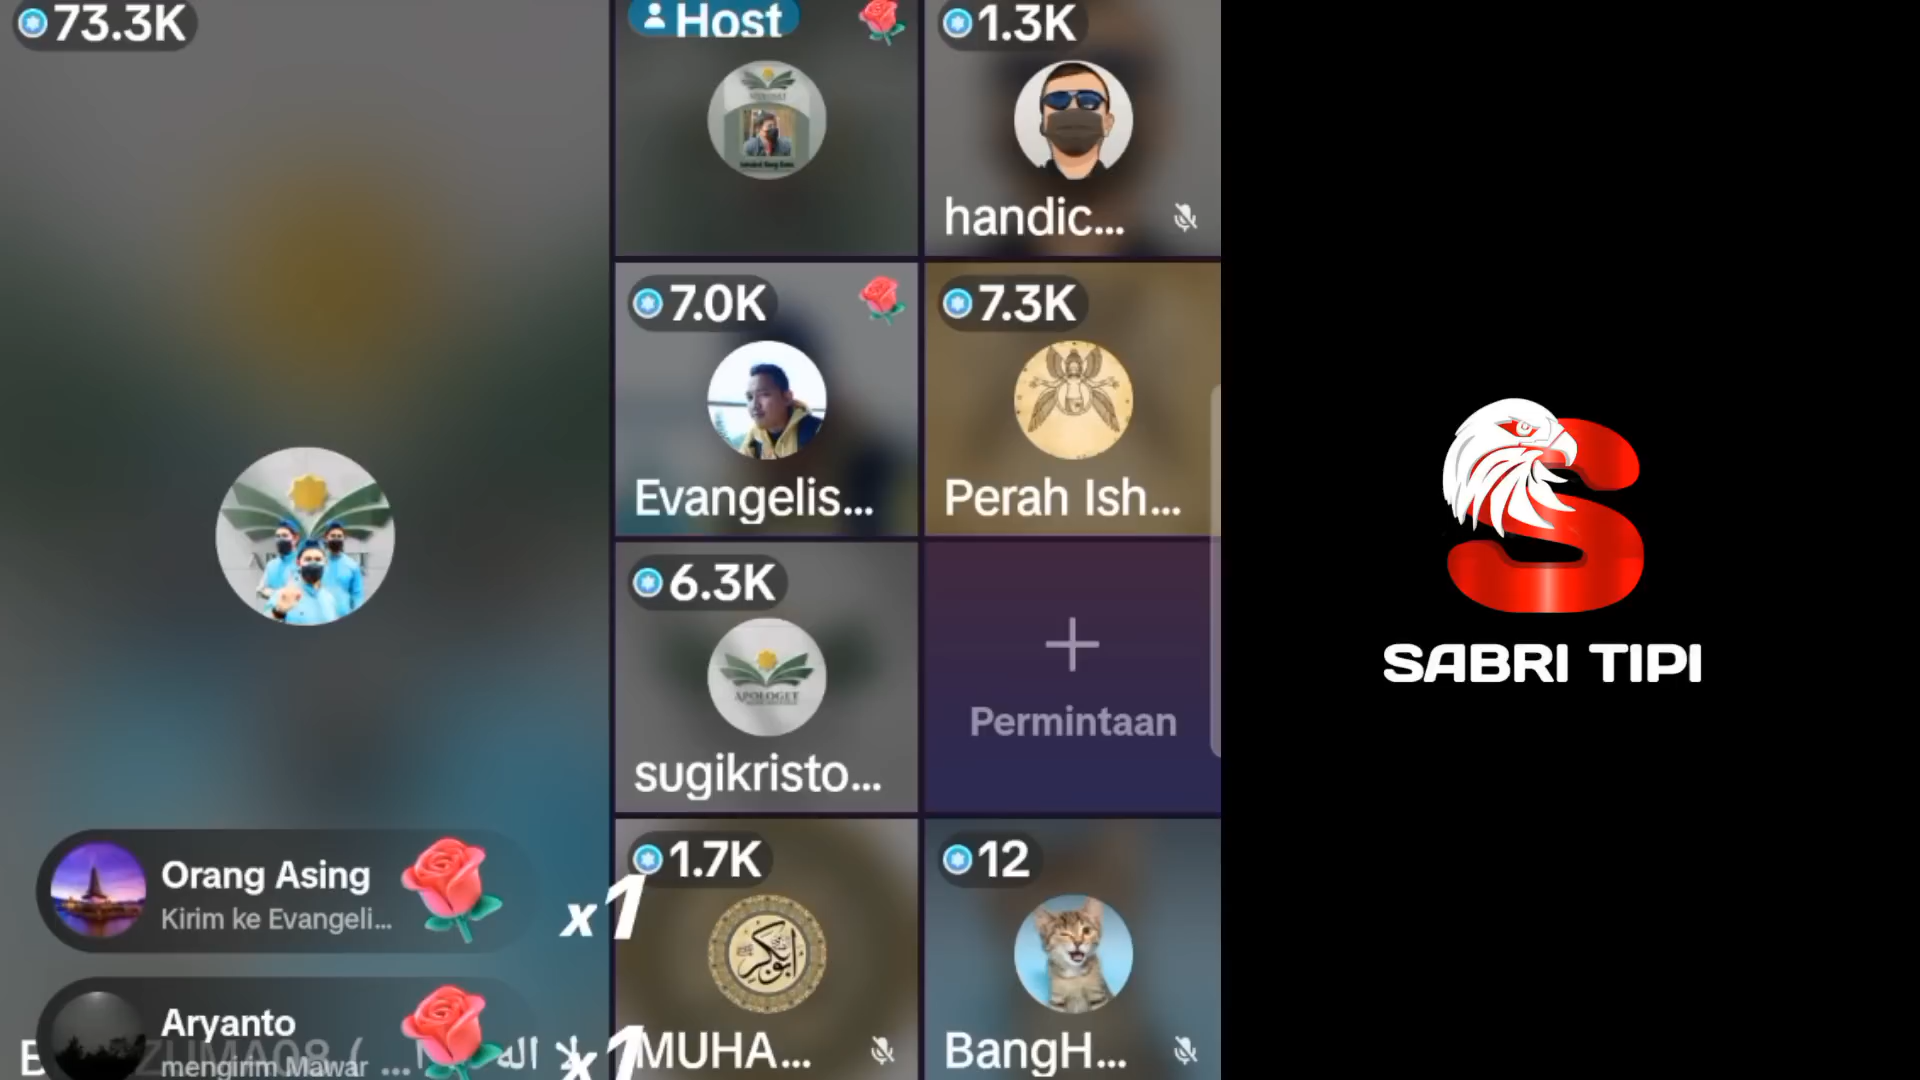 73.3K
Host
1.3K
handic...
7.0K
7.3K
Evangelis...
Perah Ish...
6.3K
APOLOGET
sugikristo...
Permintaan
SABRI TIPI
Orang Asing
Kirim ke Evangeli...
x1
1.7K
12
Aryanto
mengirim Mawar
x1
MUHA...
BangH...